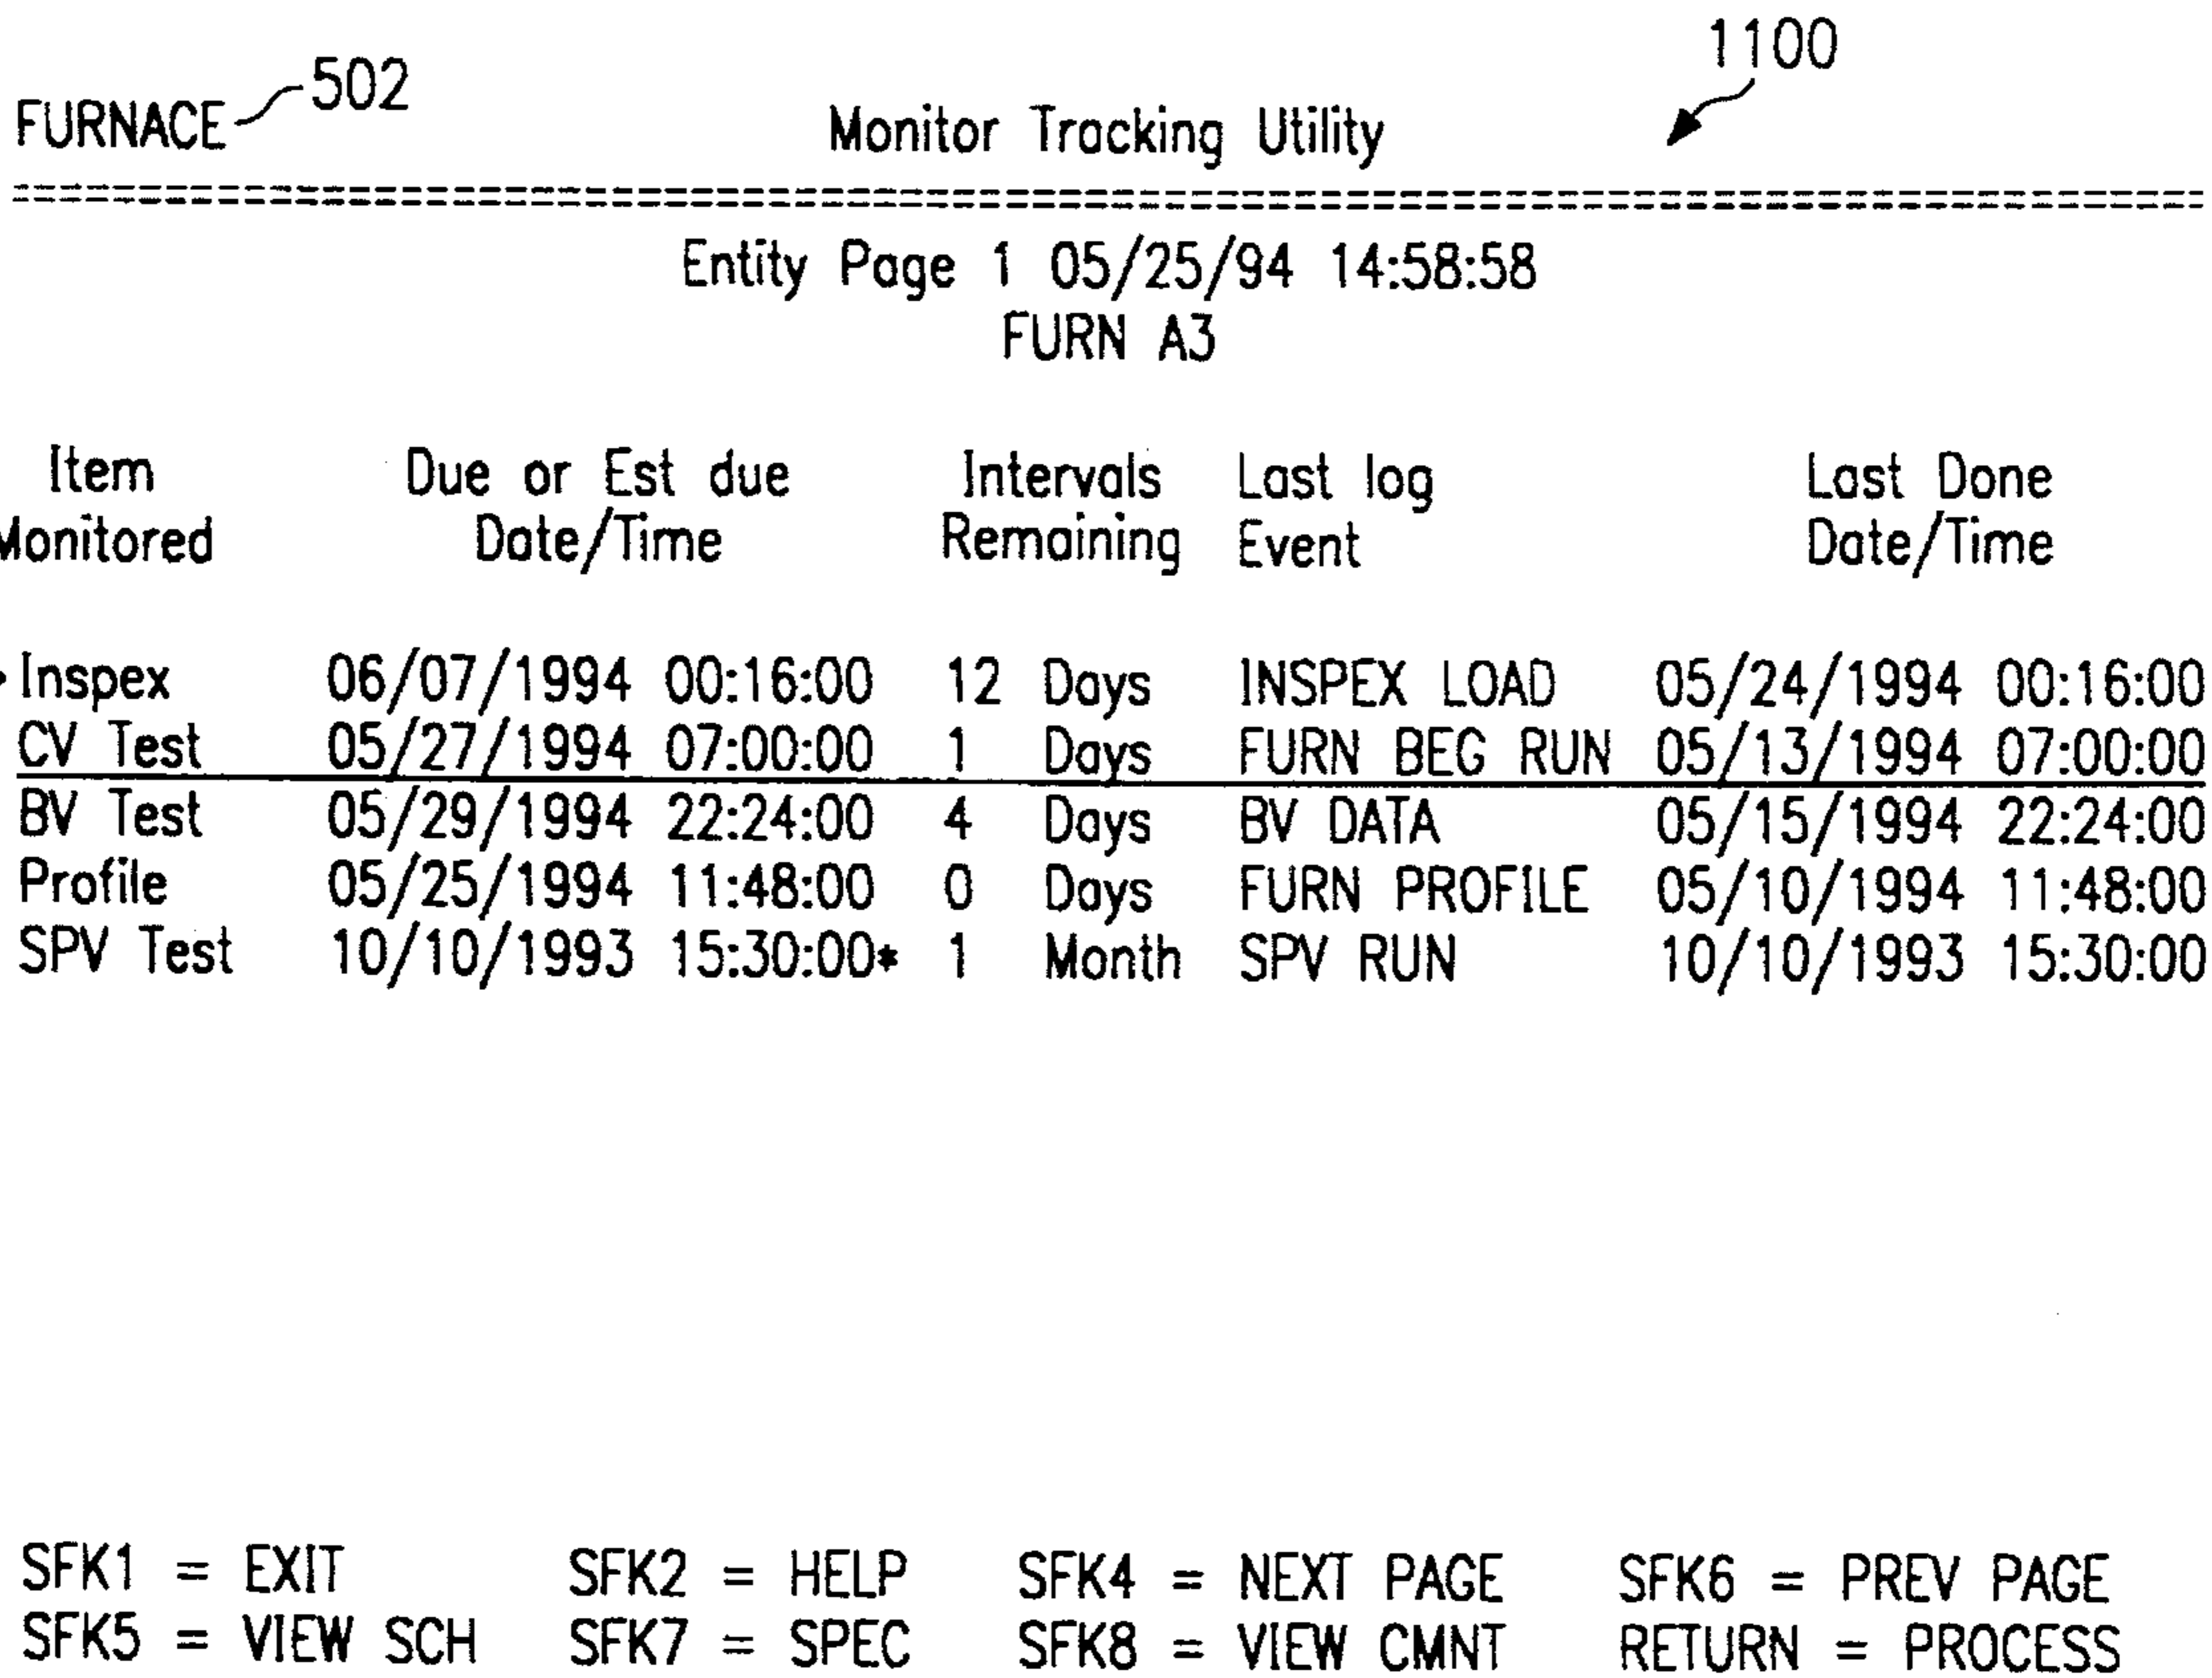 1100
FURNACE 502
Monitor Tracking Utility
Entity Page 1 05/25/94 14:58:58
FURN A3
Item Due or Est due Intervals Last log Last Done
Monitored Date/Time Remaining Event Date/Time
Inspex 06/07/1994 00:16:00 12 Days INSPEX LOAD 05/24/1994 00:16:00
CV Test 05/27/1994 07:00:00 1 Days FURN BEG RUN 05/13/1994 07:00:00
BV Test 05/29/1994 22:24:00 4 Days BV DATA 05/15/1994 22:24:00
Profile 05/25/1994 11:48:00 0 Days FURN PROFILE 05/10/1994 11:48:00
SPV Test 10/10/1993 15:30:00* 1 Month SPV RUN 10/10/1993 15:30:00
SFK1 = EXIT SFK2 = HELP SFK4 = NEXT PAGE SFK6 = PREV PAGE
SFK5 = VIEW SCH SFK7 = SPEC SFK8 = VIEW CMNT RETURN = PROCESS